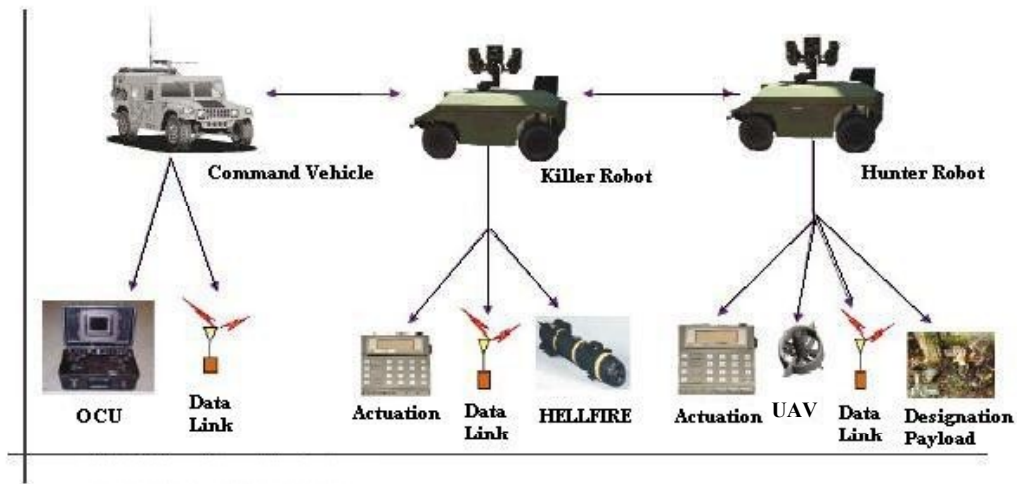 Command Vehicle
Killer Robot
Hunter Robot
OCU
Data
Link
Actuation
Data
Link
HELLFIRE
Actuation
UAV
Data
Link
Designation
Payload